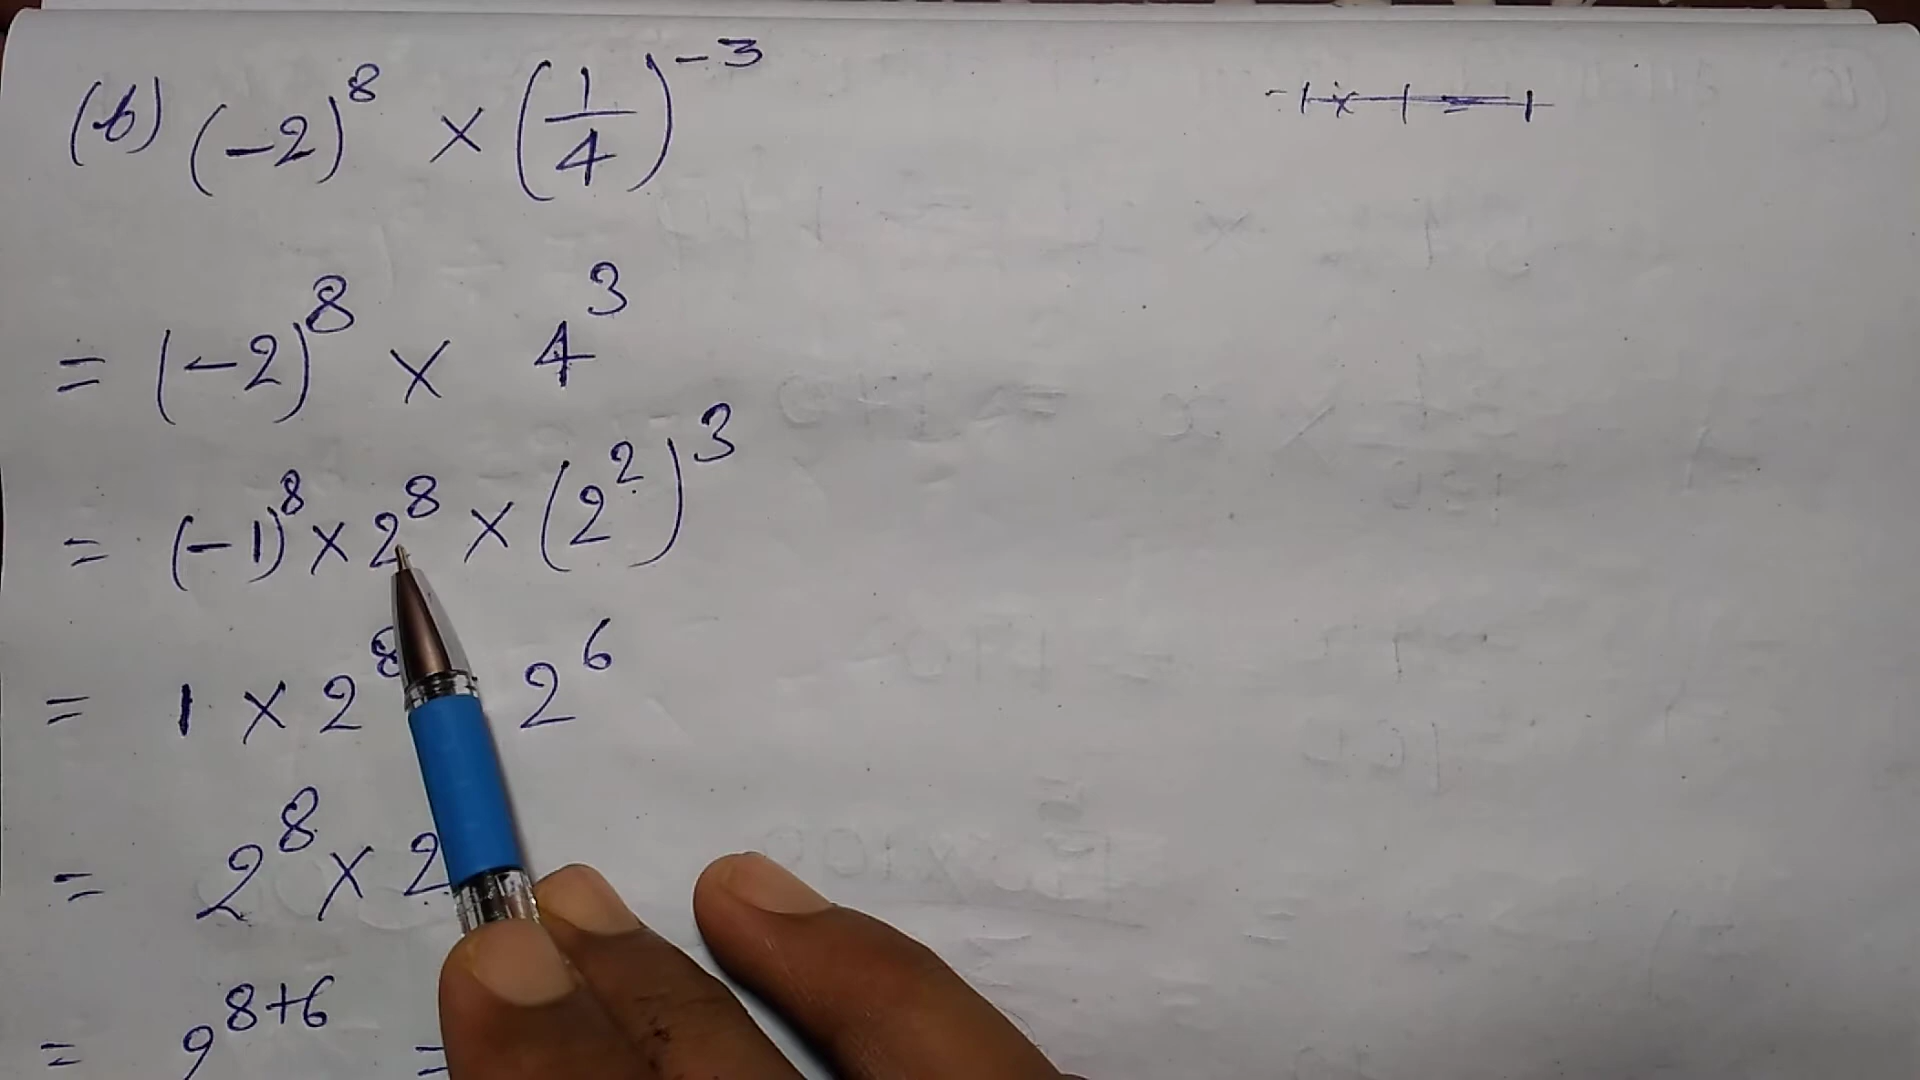 (b) (-2)^8 × (1/4)^-3
= (-2)^8 × 4^3
= (-1)^8 × 2^8 × (2^2)^3
= 1 × 2^8 2^6
= 2^8 × 2
= 2^8+6 =